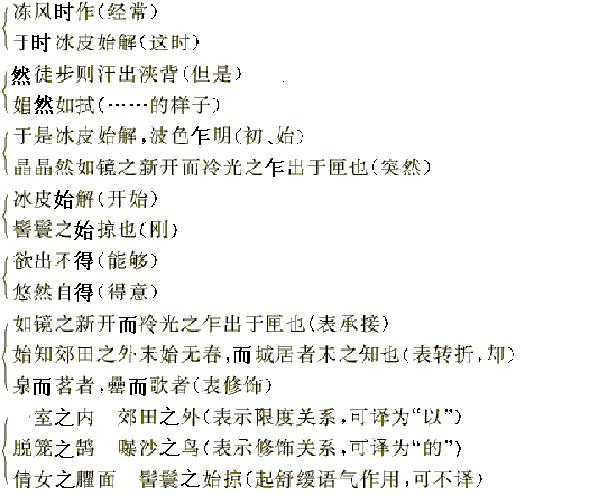 冻风时作(经常)
于时冰皮始解(这时)
然徒步则汗出浃背(但是)
娟然如拭(……的样子)
于是冰皮始解,波色乍明(初、始)
晶晶然如镜之新开而冷光之乍出于匣也(突然)
冰皮始解(开始)
髻鬟之始掠也(刚)
欲出不得(能够)
悠然自得(得意)
如镜之新开而冷光之乍出于匣也(表承接)
始知郊田之外未始无春,而城居者未之知也(表转折,却)
泉而茗者,罍而歌者(表修饰)
一室之内 郊田之外(表示限度关系,可译为“以”)
脱笼之鹄 曝沙之鸟(表示修饰关系,可译为“的”)
倩女之靧面 髻鬟之始掠(起舒缓语气作用,可不译)